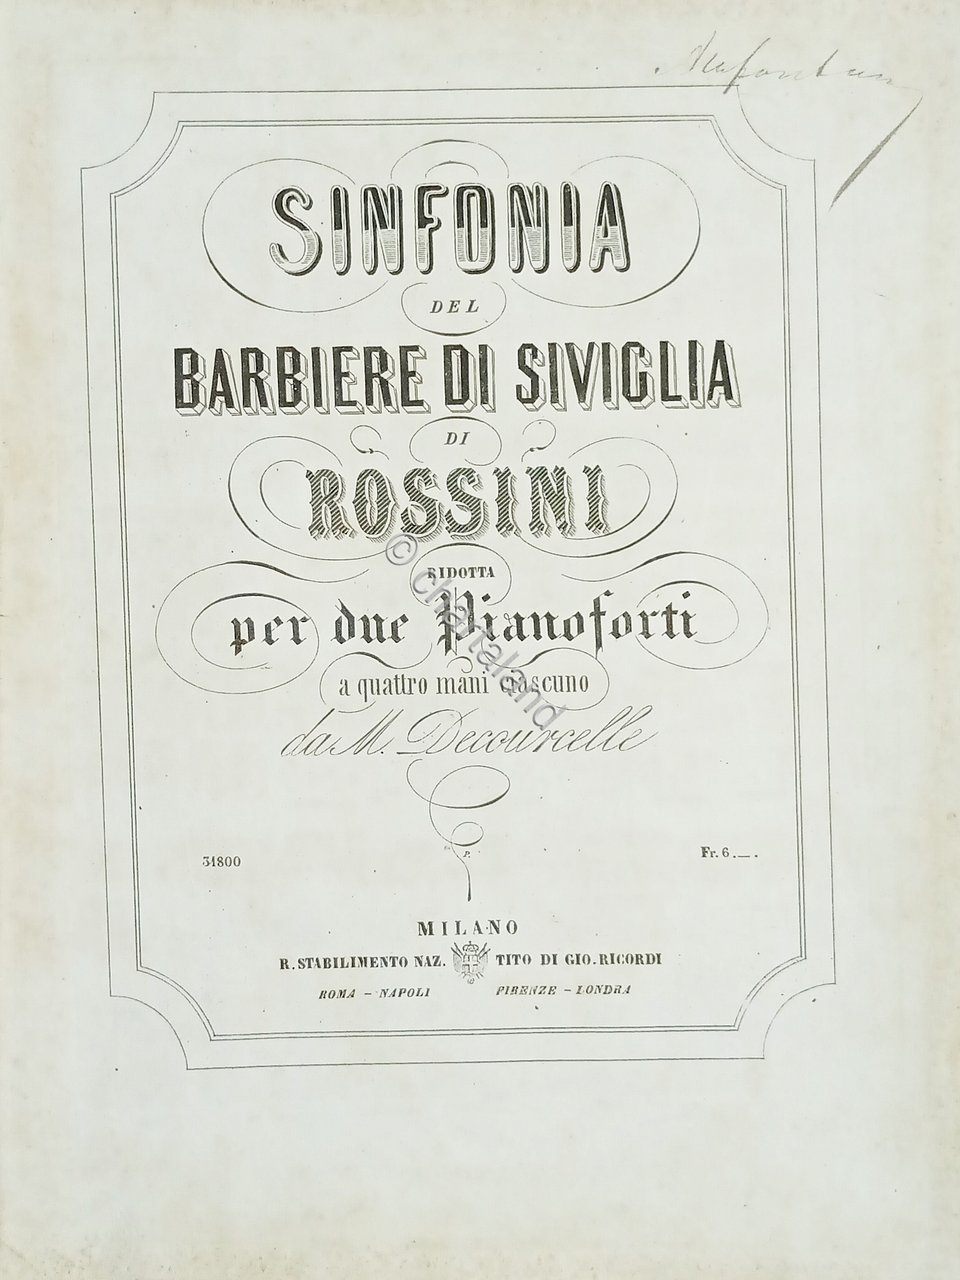 SINFONIA
DEL
BARBIERE DI SIVIGLIA
DI
ROSSINI
RIDOTTA
per due Pianoforti
a quattro mani ciascuno
da M. Decourcelle
P.
31800
Fr. 6._.
MILANO
R. STABILIMENTO NAZ. TITO DI GIO. RICORDI
ROMA - NAPOLI FIRENZE - LONDRA
© chartaland